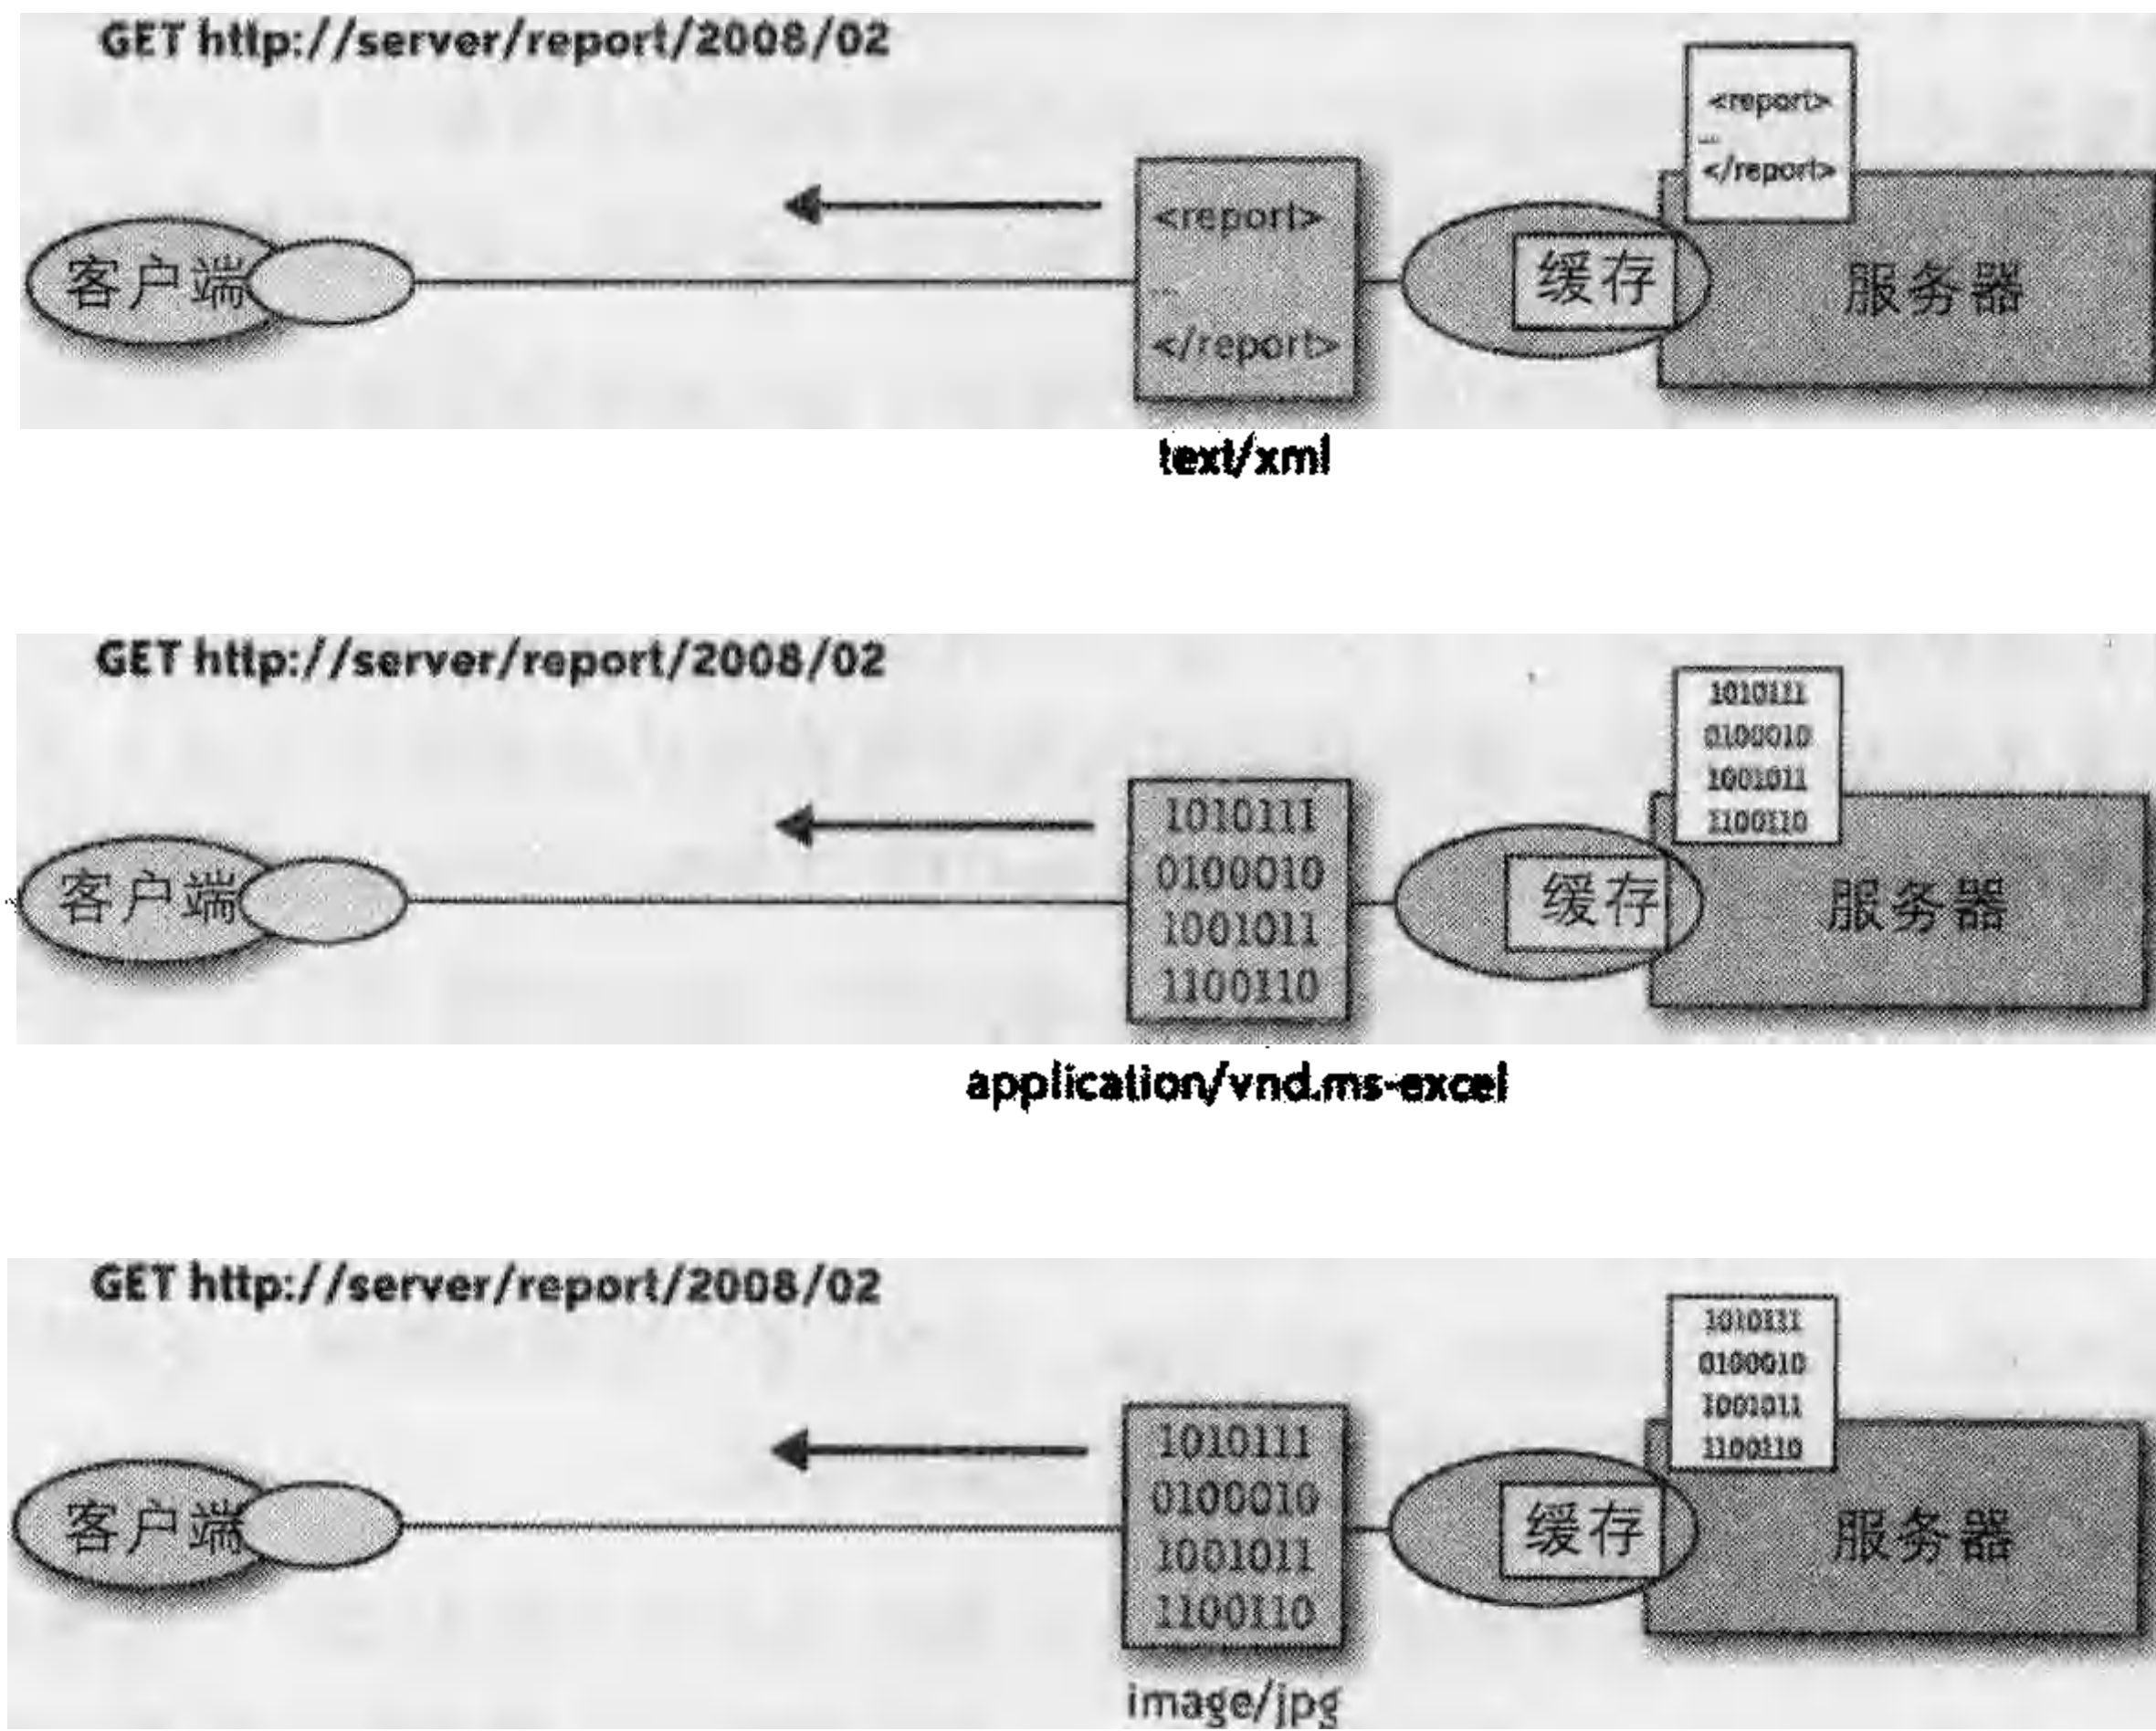 GET http://server/report/2008/02
<report>
...
</report>
<report>
...
</report>
客户端
缓存
服务器
text/xml
GET http://server/report/2008/02
1010111
0100010
1001011
1100110
1010111
0100010
1001011
1100110
客户端
缓存
服务器
application/vnd.ms-excel
GET http://server/report/2008/02
1010111
0100010
1001011
1100110
1010111
0100010
1001011
1100110
客户端
缓存
服务器
image/jpg